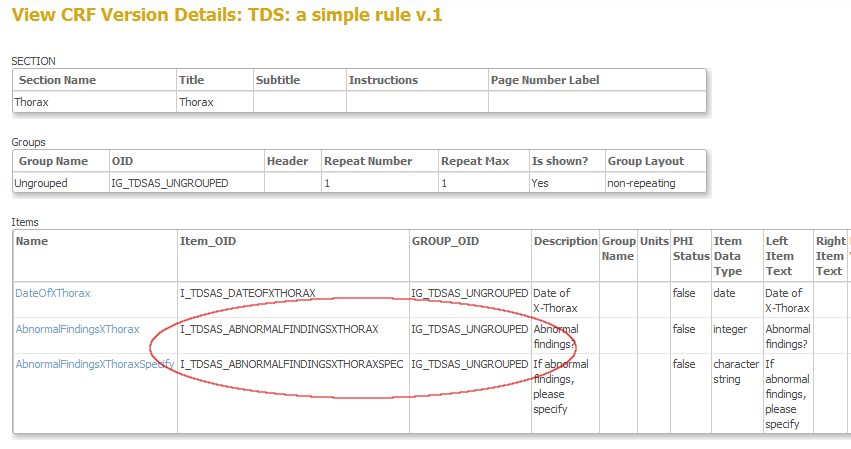 View CRF Version Details: TDS: a simple rule v.1
SECTION
Section Name Title Subtitle Instructions Page Number Label
Thorax Thorax
Groups
Group Name OID Header Repeat Number Repeat Max Is shown? Group Layout
Ungrouped IG_TDSAS_UNGROUPED 1 1 Yes non-repeating
Items
Name Item_OID GROUP_OID Description Group Units PHI Item Left Right
Name Status Data Item Item
Type Text Text
DateOfXThorax I_TDSAS_DATEOFXTHORAX IG_TDSAS_UNGROUPED Date of false date Date of
X-Thorax X-Thorax
AbnormalFindingsXThorax I_TDSAS_ABNORMALFINDINGSXTHORAX IG_TDSAS_UNGROUPED Abnormal false integer Abnormal
findings? findings?
AbnormalFindingsXThoraxSpecify I_TDSAS_ABNORMALFINDINGSXTHORAXSPEC IG_TDSAS_UNGROUPED If abnormal false character If
findings, string abnormal
please findings,
specify please
specify